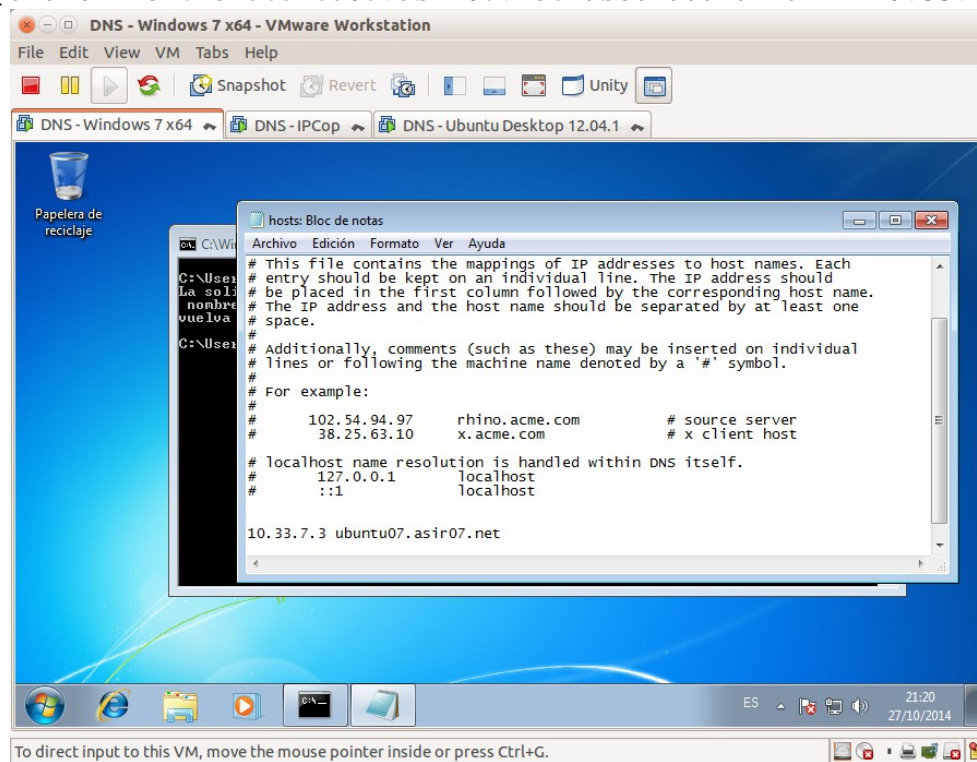 DNS - Windows 7 x64 - VMware Workstation
File Edit View VM Tabs Help
Snapshot Revert Unity
DNS - Windows 7 x64 DNS - IPCop DNS - Ubuntu Desktop 12.04.1
Papelera de
reciclaje
hosts: Bloc de notas
Archivo Edición Formato Ver Ayuda
C:\Wi
C:\User
La soli
nombre
vuelva
C:\User
# This file contains the mappings of IP addresses to host names. Each
# entry should be kept on an individual line. The IP address should
# be placed in the first column followed by the corresponding host name.
# The IP address and the host name should be separated by at least one
# space.
#
# Additionally, comments (such as these) may be inserted on individual
# lines or following the machine name denoted by a '#' symbol.
#
# For example:
#
# 102.54.94.97 rhino.acme.com # source server
# 38.25.63.10 x.acme.com # x client host
# localhost name resolution is handled within DNS itself.
# 127.0.0.1 localhost
# ::1 localhost
10.33.7.3 ubuntu07.asir07.net
ES 21:20
27/10/2014
To direct input to this VM, move the mouse pointer inside or press Ctrl+G.